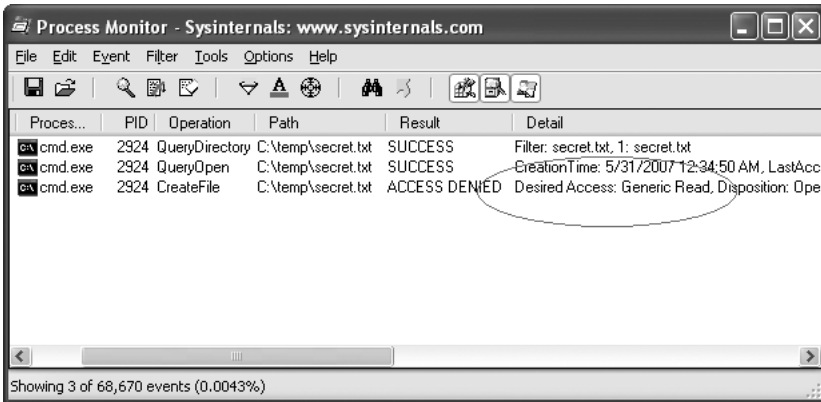 Process Monitor - Sysinternals: www.sysinternals.com
File Edit Event Filter Tools Options Help
Proces... PID Operation Path Result Detail
cmd.exe 2924 QueryDirectory C:\temp\secret.txt SUCCESS Filter: secret.txt, 1: secret.txt
cmd.exe 2924 QueryOpen C:\temp\secret.txt SUCCESS CreationTime: 5/31/2007 12:34:50 AM, LastAcc
cmd.exe 2924 CreateFile C:\temp\secret.txt ACCESS DENIED Desired Access: Generic Read, Disposition: Ope
Showing 3 of 68,670 events (0.0043%)